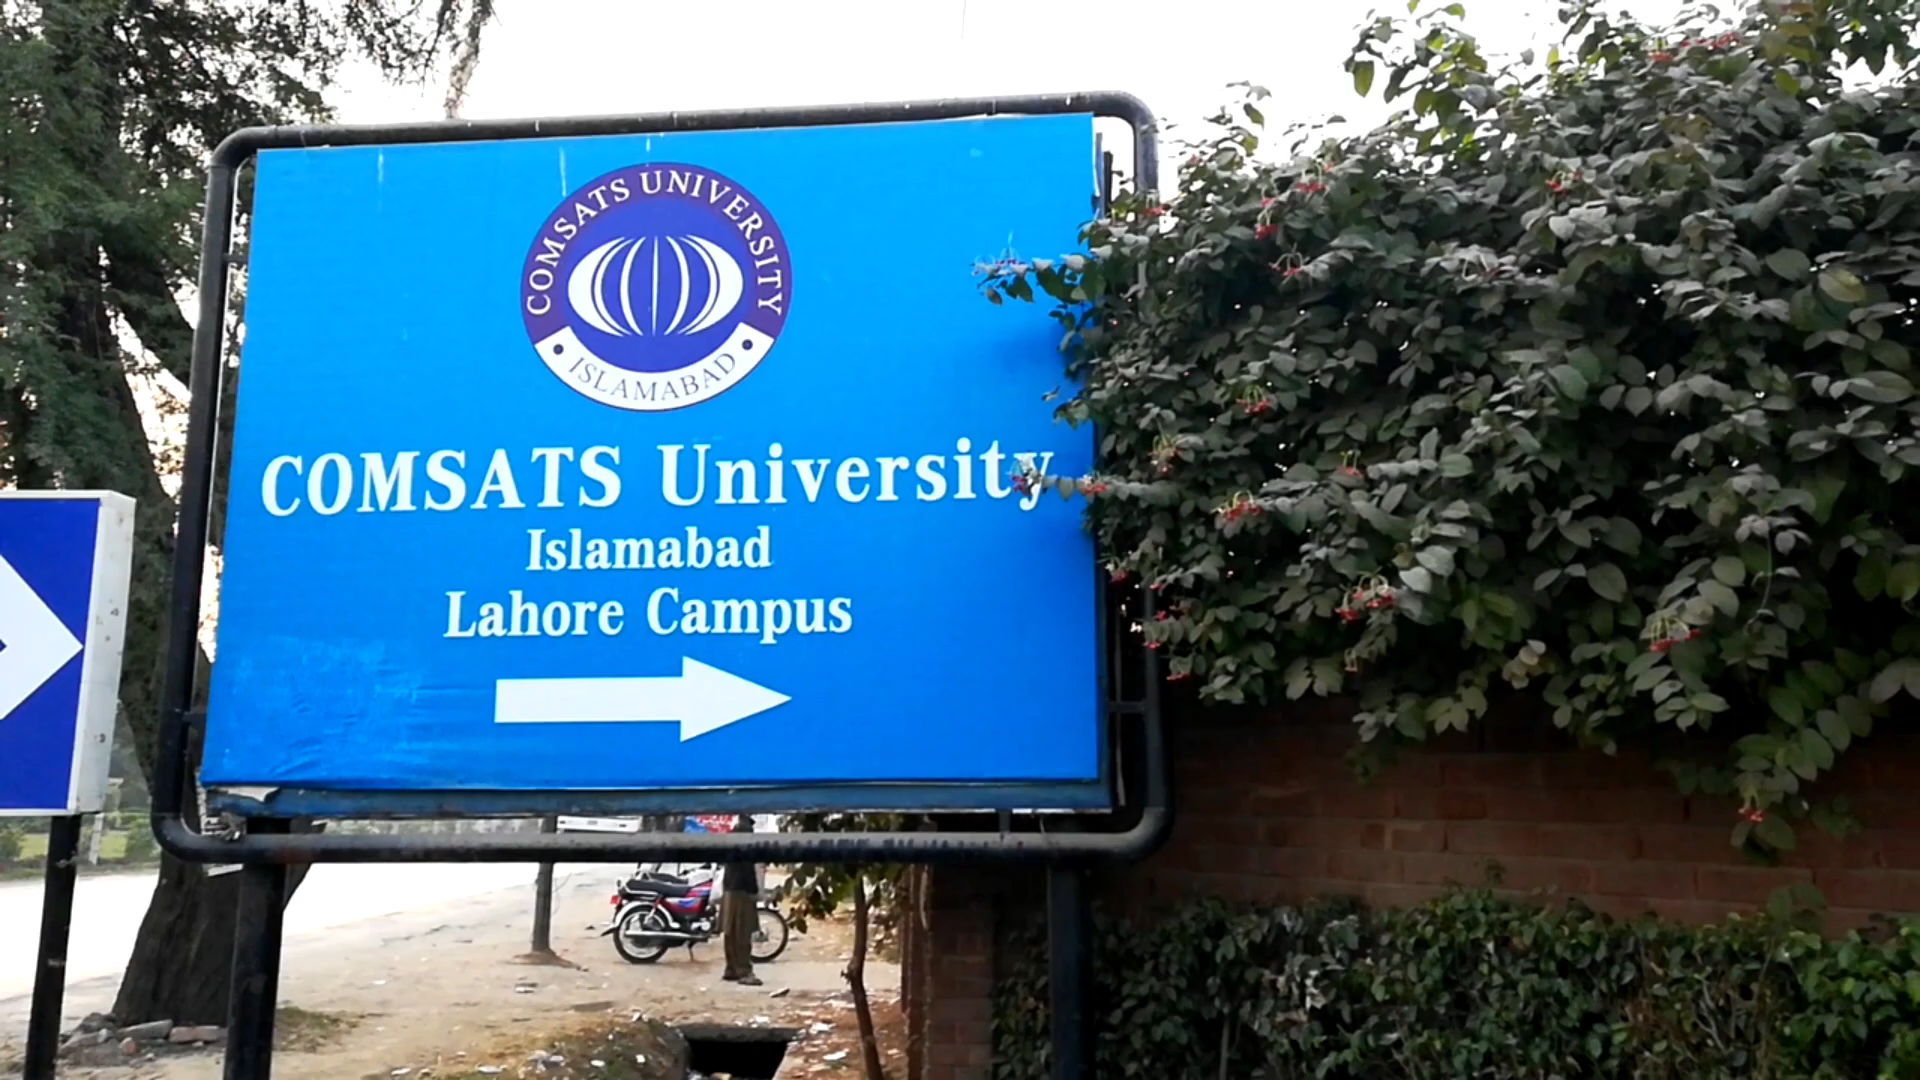 COMSATS UNIVERSITY
• ISLAMABAD •
COMSATS University
Islamabad
Lahore Campus